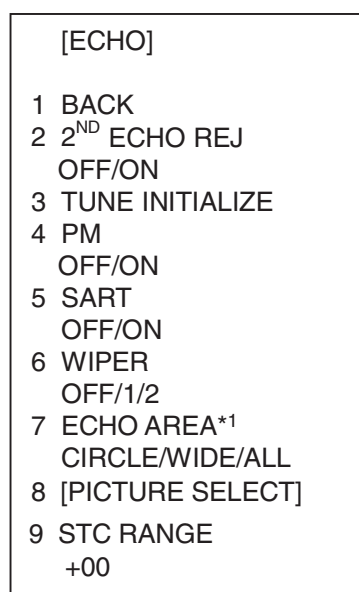 [ECHO]
1 BACK
2 2ND ECHO REJ
OFF/ON
3 TUNE INITIALIZE
4 PM
OFF/ON
5 SART
OFF/ON
6 WIPER
OFF/1/2
7 ECHO AREA*1
CIRCLE/WIDE/ALL
8 [PICTURE SELECT]
9 STC RANGE
+00